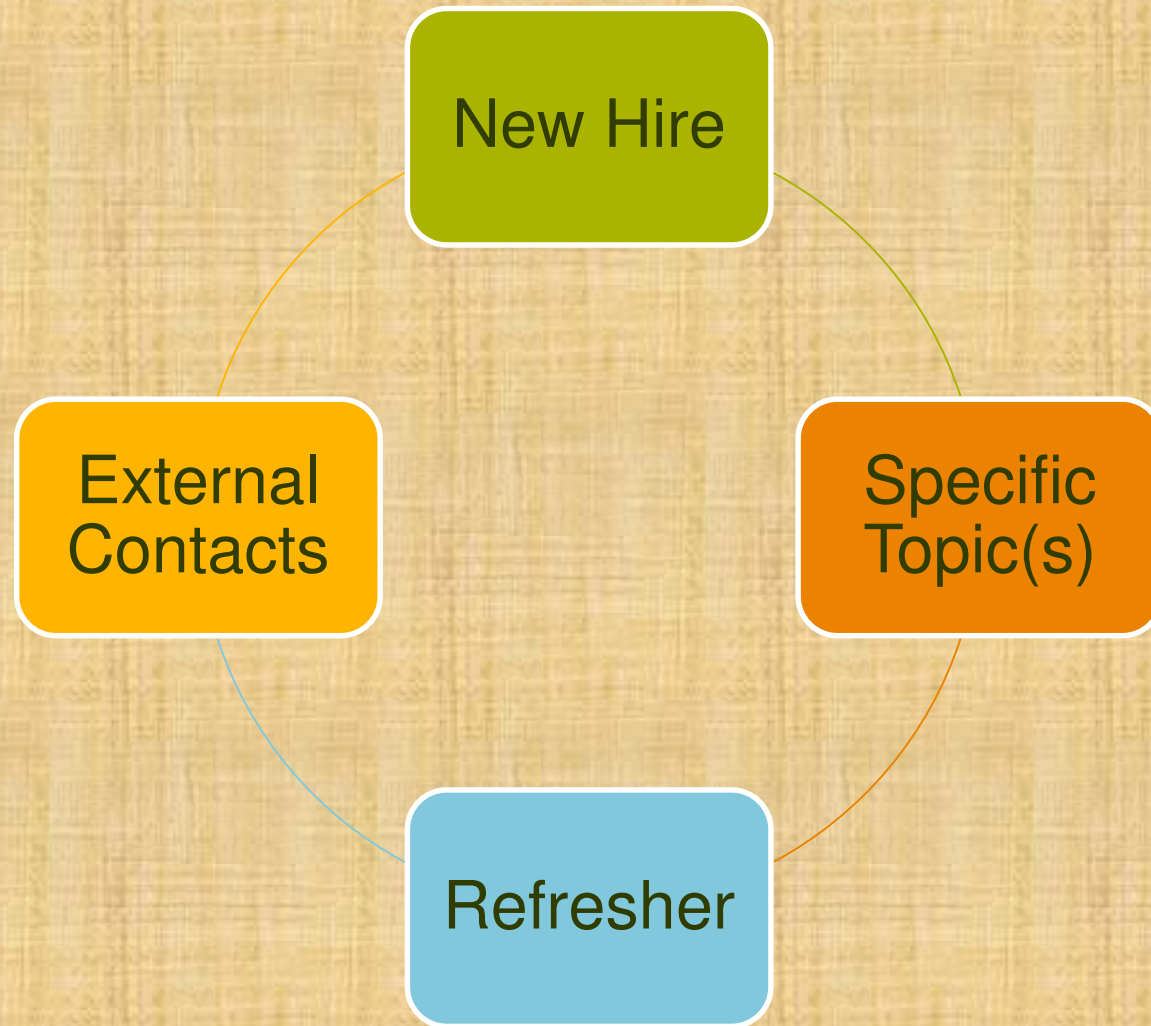 New Hire
External
Contacts
Specific
Topic(s)
Refresher